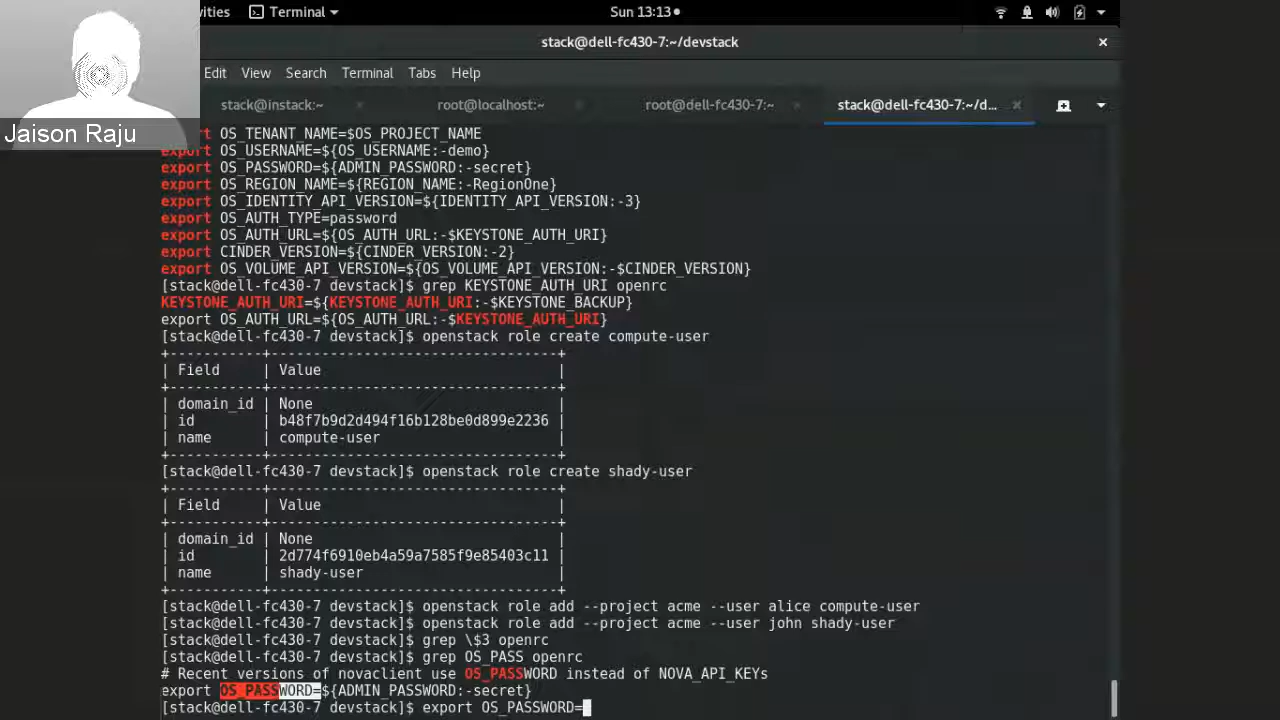 vities Terminal Sun 13:13
stack@dell-fc430-7:~/devstack
Edit View Search Terminal Tabs Help
stack@instack:~ root@localhost:~ root@dell-fc430-7:~ stack@dell-fc430-7:~/d...
Jaison Raju
export OS_TENANT_NAME=$OS_PROJECT_NAME
export OS_USERNAME=${OS_USERNAME:-demo}
export OS_PASSWORD=${ADMIN_PASSWORD:-secret}
export OS_REGION_NAME=${REGION_NAME:-RegionOne}
export OS_IDENTITY_API_VERSION=${IDENTITY_API_VERSION:-3}
export OS_AUTH_TYPE=password
export OS_AUTH_URL=${OS_AUTH_URL:-$KEYSTONE_AUTH_URI}
export CINDER_VERSION=${CINDER_VERSION:-2}
export OS_VOLUME_API_VERSION=${OS_VOLUME_API_VERSION:-$CINDER_VERSION}
[stack@dell-fc430-7 devstack]$ grep KEYSTONE_AUTH_URI openrc
KEYSTONE_AUTH_URI=${KEYSTONE_AUTH_URI:-$KEYSTONE_BACKUP}
export OS_AUTH_URL=${OS_AUTH_URL:-$KEYSTONE_AUTH_URI}
[stack@dell-fc430-7 devstack]$ openstack role create compute-user
+-----------+----------------------------------+
| Field     | Value                            |
+-----------+----------------------------------+
| domain_id | None                             |
| id        | b48f7b9d2d494f16b128be0d899e2236 |
| name      | compute-user                     |
+-----------+----------------------------------+
[stack@dell-fc430-7 devstack]$ openstack role create shady-user
+-----------+----------------------------------+
| Field     | Value                            |
+-----------+----------------------------------+
| domain_id | None                             |
| id        | 2d774f6910eb4a59a7585f9e85403c11 |
| name      | shady-user                       |
+-----------+----------------------------------+
[stack@dell-fc430-7 devstack]$ openstack role add --project acme --user alice compute-user
[stack@dell-fc430-7 devstack]$ openstack role add --project acme --user john shady-user
[stack@dell-fc430-7 devstack]$ grep \$3 openrc
[stack@dell-fc430-7 devstack]$ grep OS_PASS openrc
# Recent versions of novaclient use OS_PASSWORD instead of NOVA_API_KEYs
export OS_PASSWORD=${ADMIN_PASSWORD:-secret}
[stack@dell-fc430-7 devstack]$ export OS_PASSWORD=